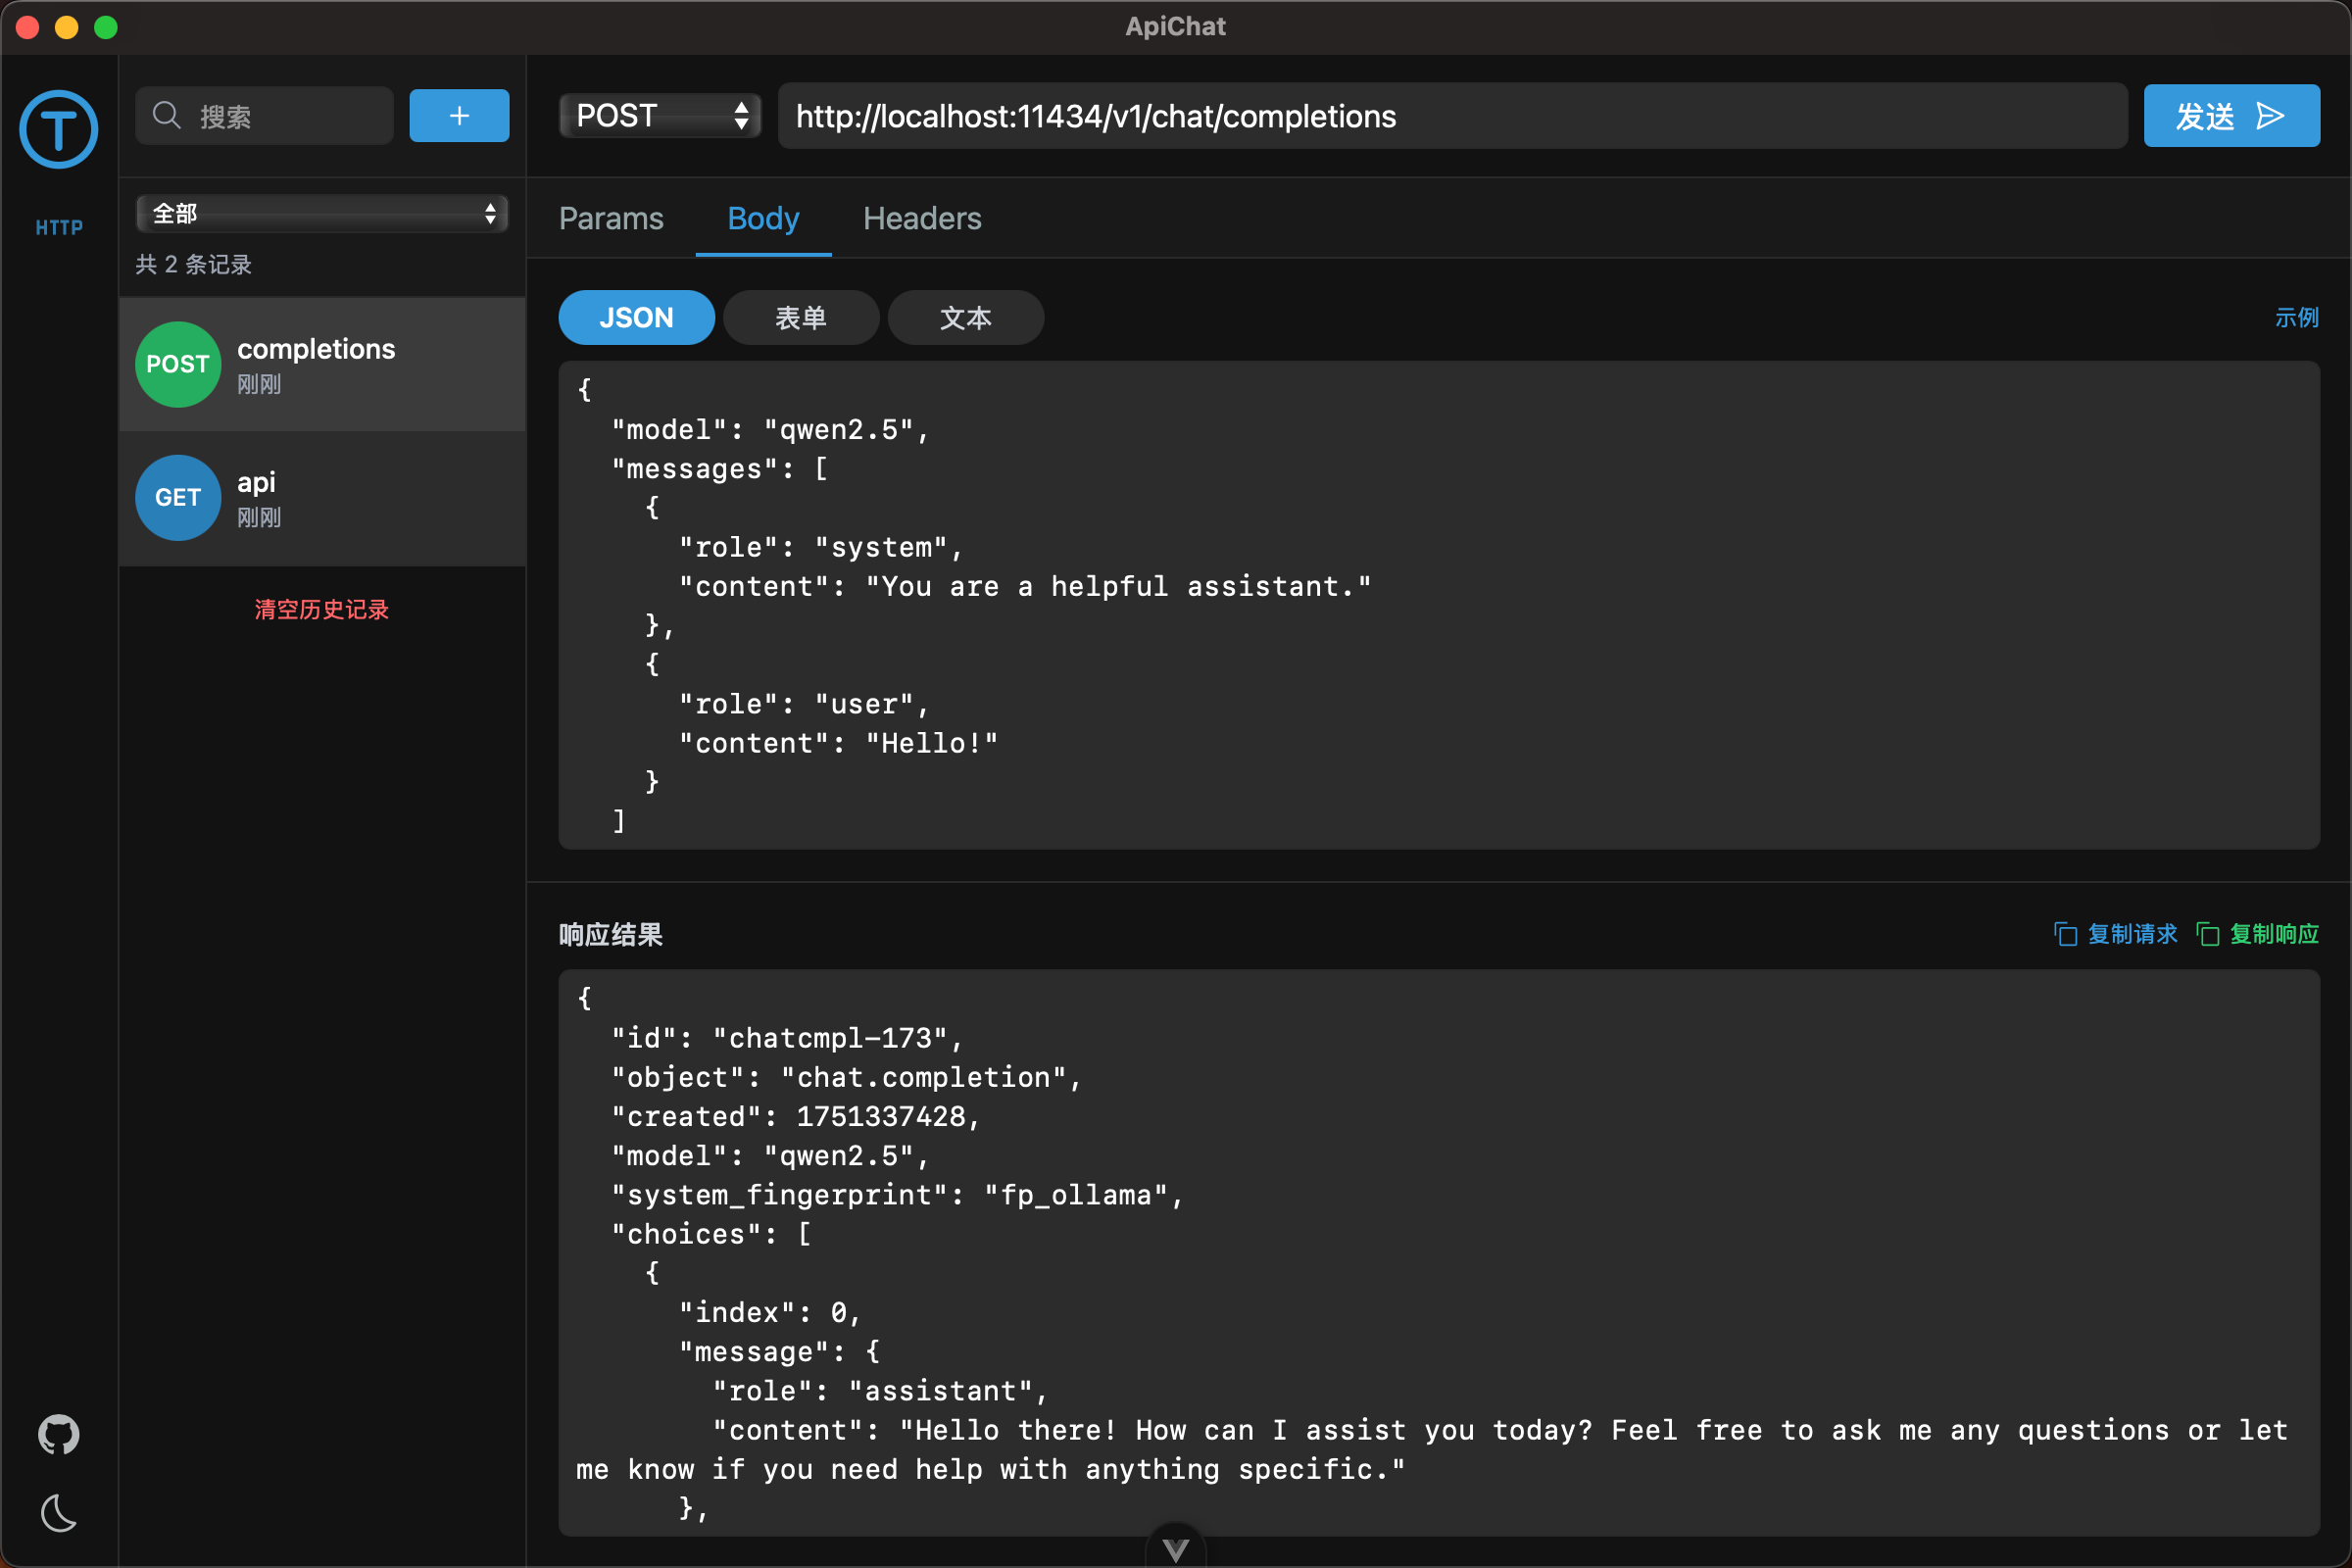 ApiChat
HTTP
搜索
+
全部
共 2 条记录
POST
completions
刚刚
GET
api
刚刚
清空历史记录
POST
http://localhost:11434/v1/chat/completions
发送
Params
Body
Headers
JSON
表单
文本
示例
{
  "model": "qwen2.5",
  "messages": [
    {
      "role": "system",
      "content": "You are a helpful assistant."
    },
    {
      "role": "user",
      "content": "Hello!"
    }
  ]
响应结果
复制请求
复制响应
{
  "id": "chatcmpl-173",
  "object": "chat.completion",
  "created": 1751337428,
  "model": "qwen2.5",
  "system_fingerprint": "fp_ollama",
  "choices": [
    {
      "index": 0,
      "message": {
        "role": "assistant",
        "content": "Hello there! How can I assist you today? Feel free to ask me any questions or let
me know if you need help with anything specific."
      },